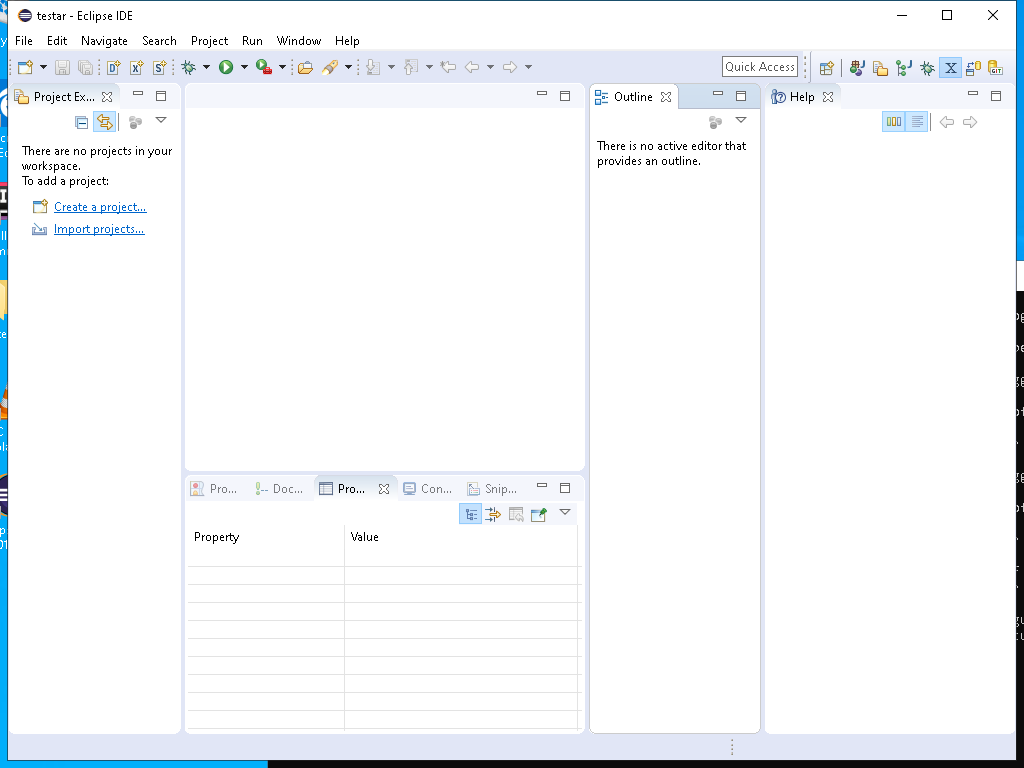 testar - Eclipse IDE
File Edit Navigate Search Project Run Window Help
Quick Access
Project Ex...
Outline
Help
There are no projects in your
workspace.
To add a project:
Create a project...
Import projects...
There is no active editor that
provides an outline.
Pro...
Doc...
Pro...
Con...
Snip...
Property Value